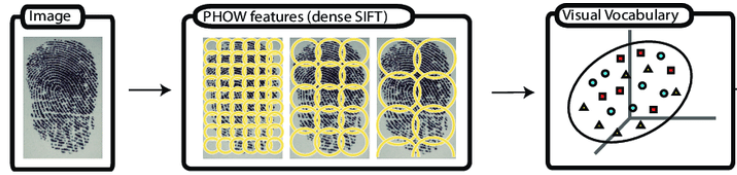 Image
PHOW features (dense SIFT)
Visual Vocabulary